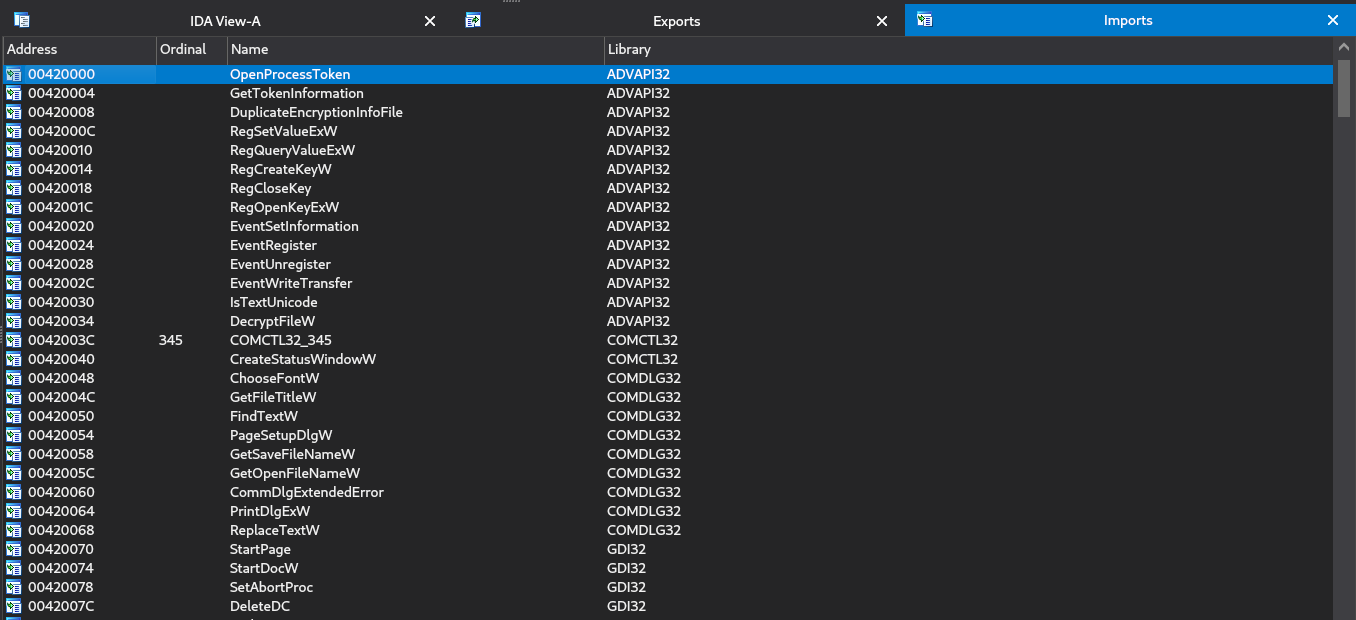 IDA View-A Exports Imports
Address Ordinal Name Library
00420000 OpenProcessToken ADVAPI32
00420004 GetTokenInformation ADVAPI32
00420008 DuplicateEncryptionInfoFile ADVAPI32
0042000C RegSetValueExW ADVAPI32
00420010 RegQueryValueExW ADVAPI32
00420014 RegCreateKeyW ADVAPI32
00420018 RegCloseKey ADVAPI32
0042001C RegOpenKeyExW ADVAPI32
00420020 EventSetInformation ADVAPI32
00420024 EventRegister ADVAPI32
00420028 EventUnregister ADVAPI32
0042002C EventWriteTransfer ADVAPI32
00420030 IsTextUnicode ADVAPI32
00420034 DecryptFileW ADVAPI32
0042003C 345 COMCTL32_345 COMCTL32
00420040 CreateStatusWindowW COMCTL32
00420048 ChooseFontW COMDLG32
0042004C GetFileTitleW COMDLG32
00420050 FindTextW COMDLG32
00420054 PageSetupDlgW COMDLG32
00420058 GetSaveFileNameW COMDLG32
0042005C GetOpenFileNameW COMDLG32
00420060 CommDlgExtendedError COMDLG32
00420064 PrintDlgExW COMDLG32
00420068 ReplaceTextW COMDLG32
00420070 StartPage GDI32
00420074 StartDocW GDI32
00420078 SetAbortProc GDI32
0042007C DeleteDC GDI32